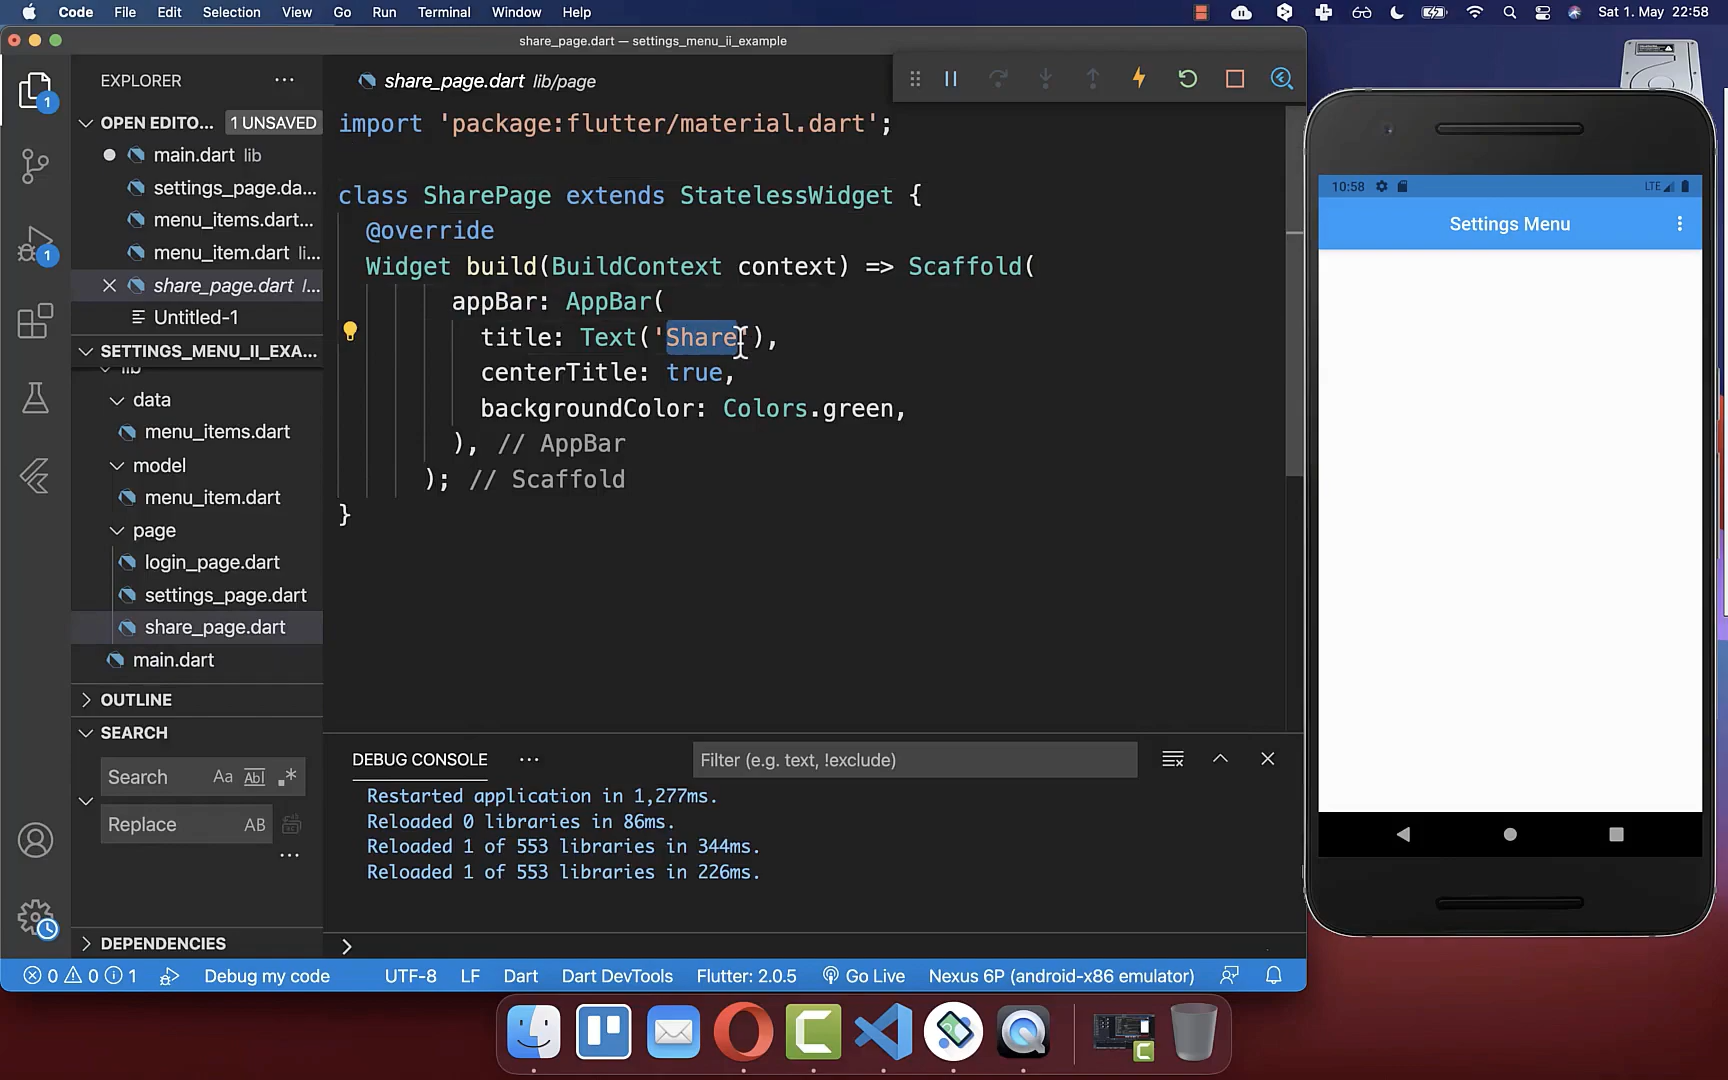 Code File Edit Selection View Go Run Terminal Window Help Sat 1. May 22:58
share_page.dart — settings_menu_ii_example
EXPLORER
OPEN EDITO... 1 UNSAVED
main.dart lib
settings_page.da...
menu_items.dart...
menu_item.dart li...
share_page.dart l...
Untitled-1
SETTINGS_MENU_II_EXA...
lib
data
menu_items.dart
model
menu_item.dart
page
login_page.dart
settings_page.dart
share_page.dart
main.dart
OUTLINE
SEARCH
Search Aa Abl .*
Replace AB
DEPENDENCIES
1
1
share_page.dart lib/page
import 'package:flutter/material.dart';
class SharePage extends StatelessWidget {
@override
Widget build(BuildContext context) => Scaffold(
appBar: AppBar(
title: Text('Share'),
centerTitle: true,
backgroundColor: Colors.green,
), // AppBar
); // Scaffold
}
DEBUG CONSOLE
Filter (e.g. text, !exclude)
Restarted application in 1,277ms.
Reloaded 0 libraries in 86ms.
Reloaded 1 of 553 libraries in 344ms.
Reloaded 1 of 553 libraries in 226ms.
0 0 1 Debug my code UTF-8 LF Dart Dart DevTools Flutter: 2.0.5 Go Live Nexus 6P (android-x86 emulator)
10:58 LTE
Settings Menu